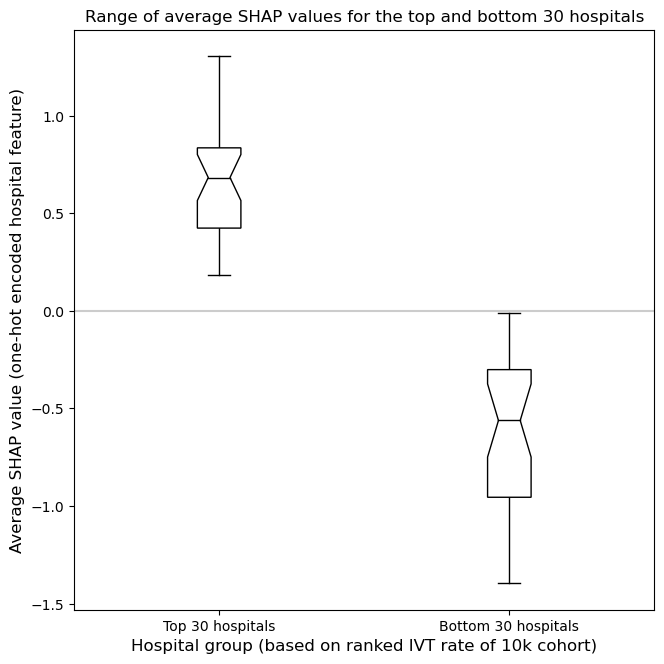 Range of average SHAP values for the top and bottom 30 hospitals
Average SHAP value (one-hot encoded hospital feature)
1.0
0.5
0.0
−0.5
−1.0
−1.5
Top 30 hospitals
Bottom 30 hospitals
Hospital group (based on ranked IVT rate of 10k cohort)